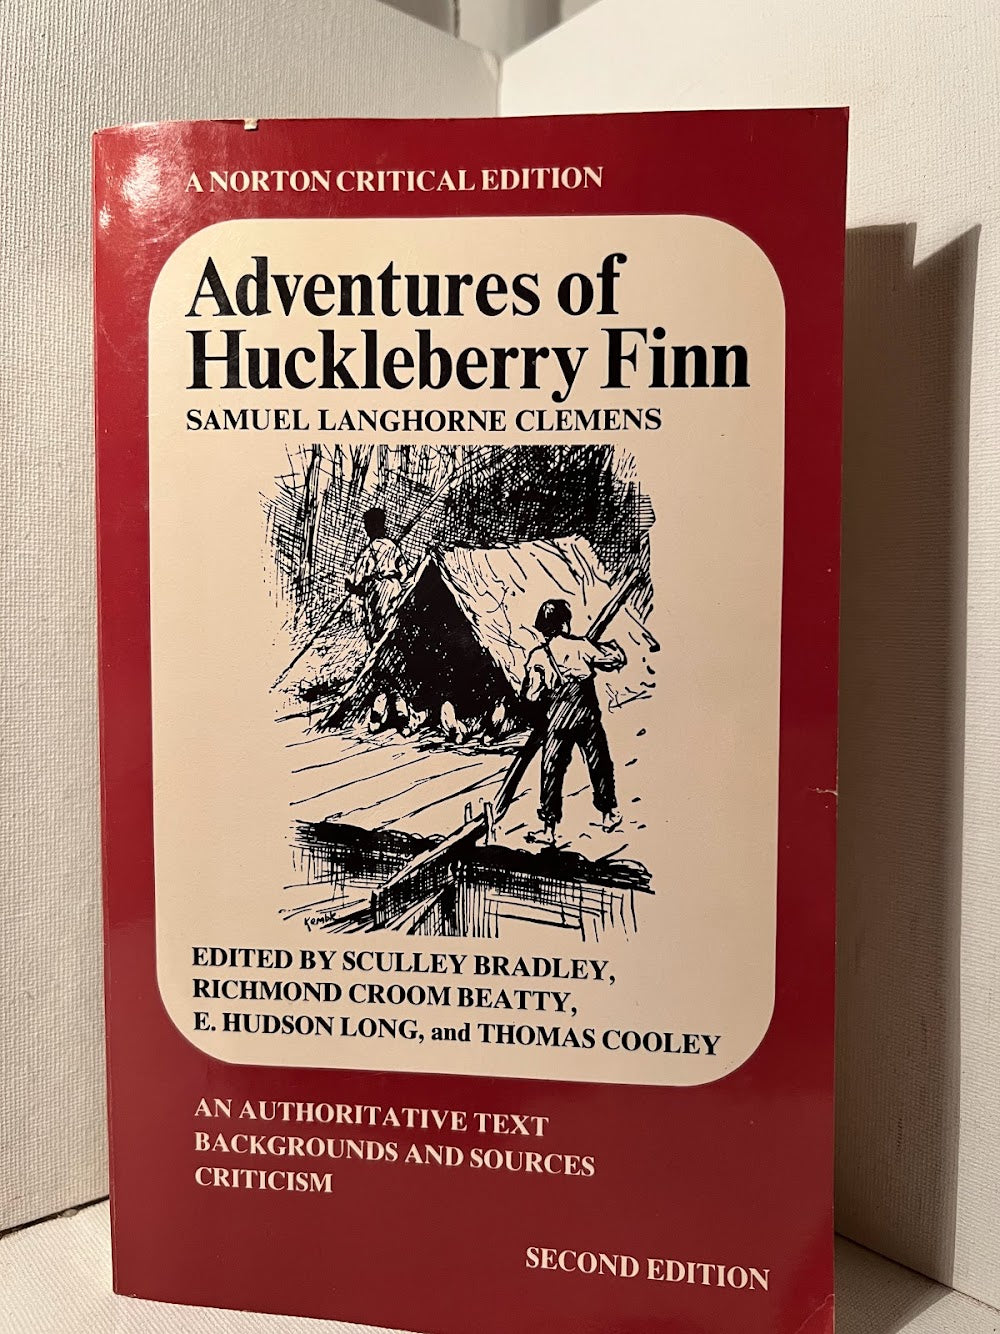 A NORTON CRITICAL EDITION
Adventures of
Huckleberry Finn
SAMUEL LANGHORNE CLEMENS
Kemble
EDITED BY SCULLEY BRADLEY,
RICHMOND CROOM BEATTY,
E. HUDSON LONG, and THOMAS COOLEY
AN AUTHORITATIVE TEXT
BACKGROUNDS AND SOURCES
CRITICISM
SECOND EDITION